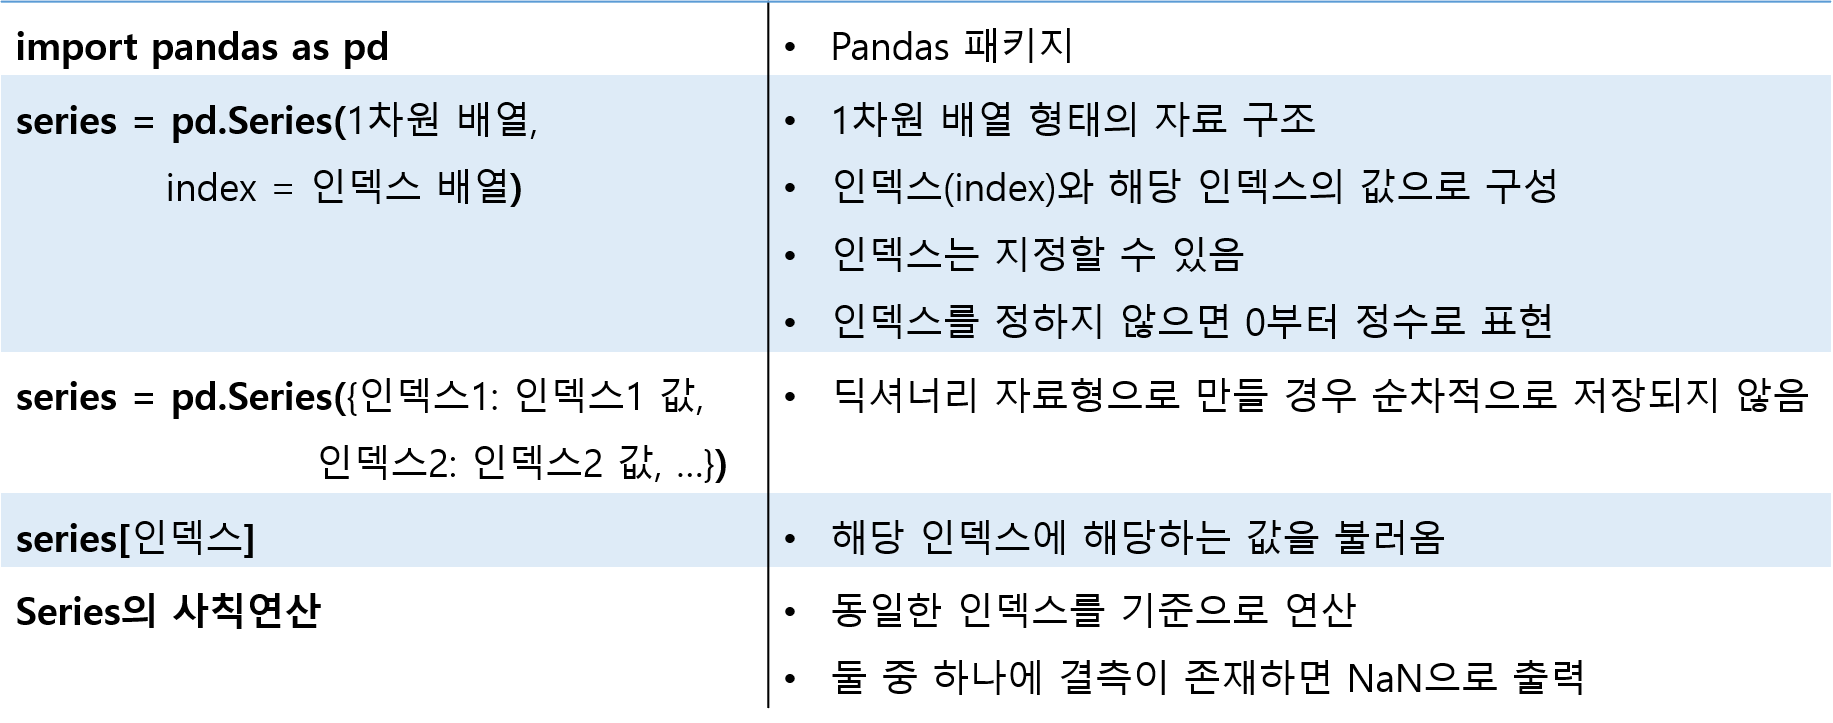 import pandas as pd
• Pandas 패키지
series = pd.Series(1차원 배열,
index = 인덱스 배열)
• 1차원 배열 형태의 자료 구조
• 인덱스(index)와 해당 인덱스의 값으로 구성
• 인덱스는 지정할 수 있음
• 인덱스를 정하지 않으면 0부터 정수로 표현
series = pd.Series({인덱스1: 인덱스1 값,
인덱스2: 인덱스2 값, …})
• 딕셔너리 자료형으로 만들 경우 순차적으로 저장되지 않음
series[인덱스]
• 해당 인덱스에 해당하는 값을 불러옴
Series의 사칙연산
• 동일한 인덱스를 기준으로 연산
• 둘 중 하나에 결측이 존재하면 NaN으로 출력